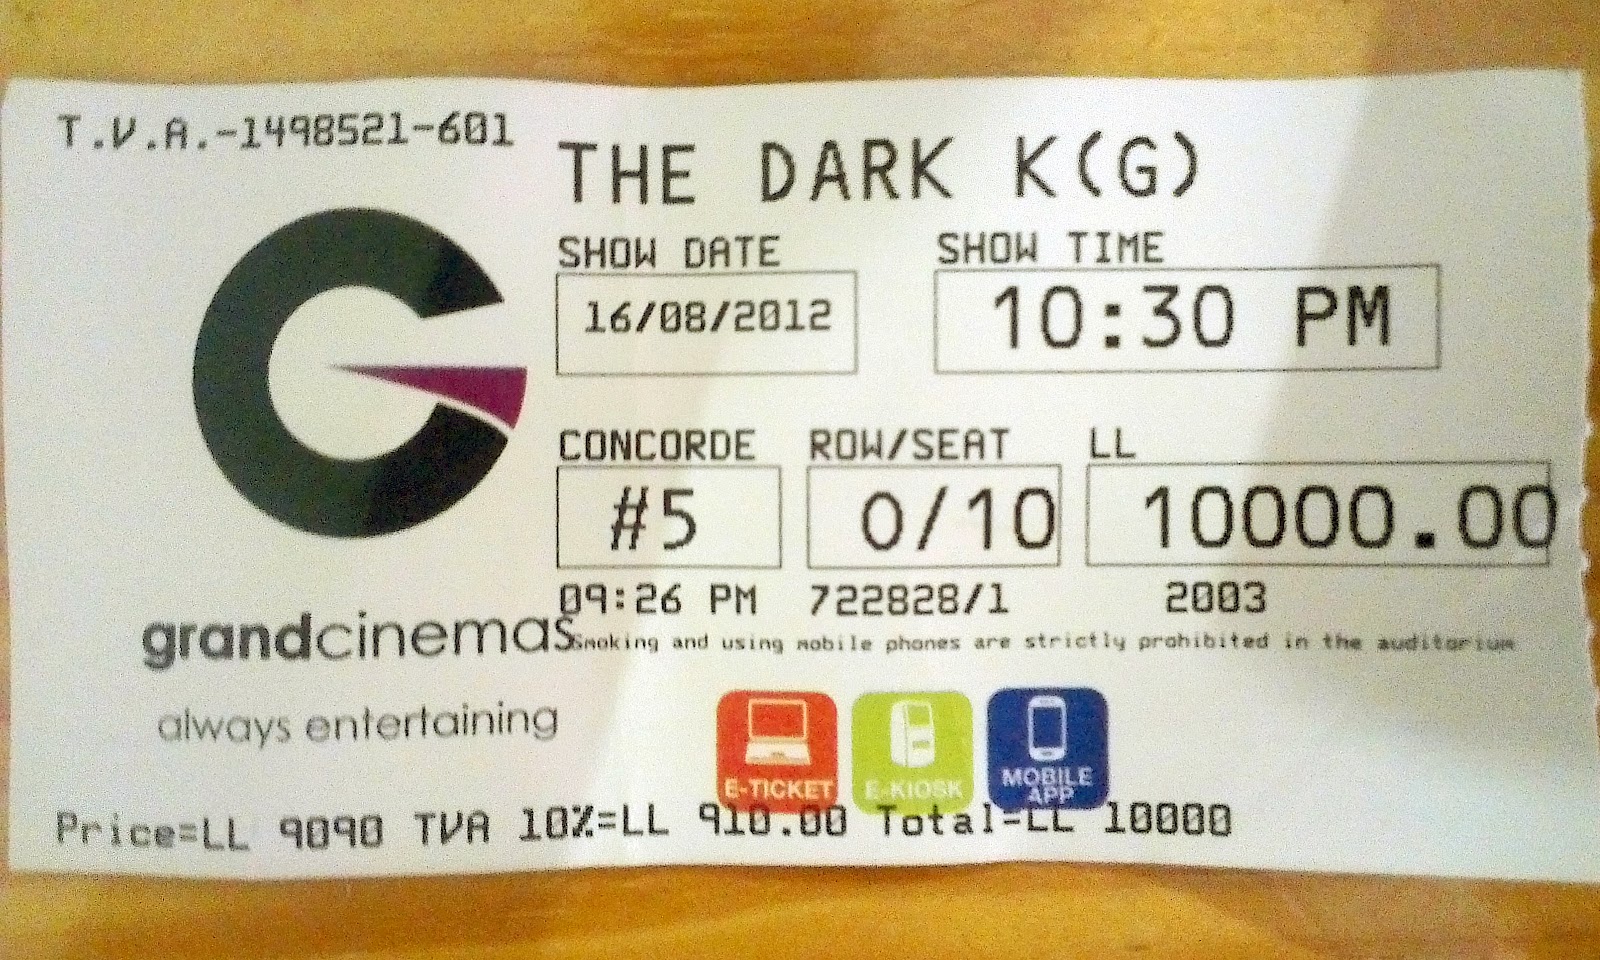 T.V.A.-1498521-601
THE DARK K(G)
SHOW DATE
SHOW TIME
16/08/2012
10:30 PM
CONCORDE
ROW/SEAT
LL
#5
O/10
10000.00
09:26 PM
722828/1
2003
grandcinemas
Smoking and using mobile phones are strictly prohibited in the auditorium
always entertaining
E-TICKET
E-KIOSK
MOBILE
APP
Price=LL 9090 TVA 10%=LL 910.00 Total=LL 10000